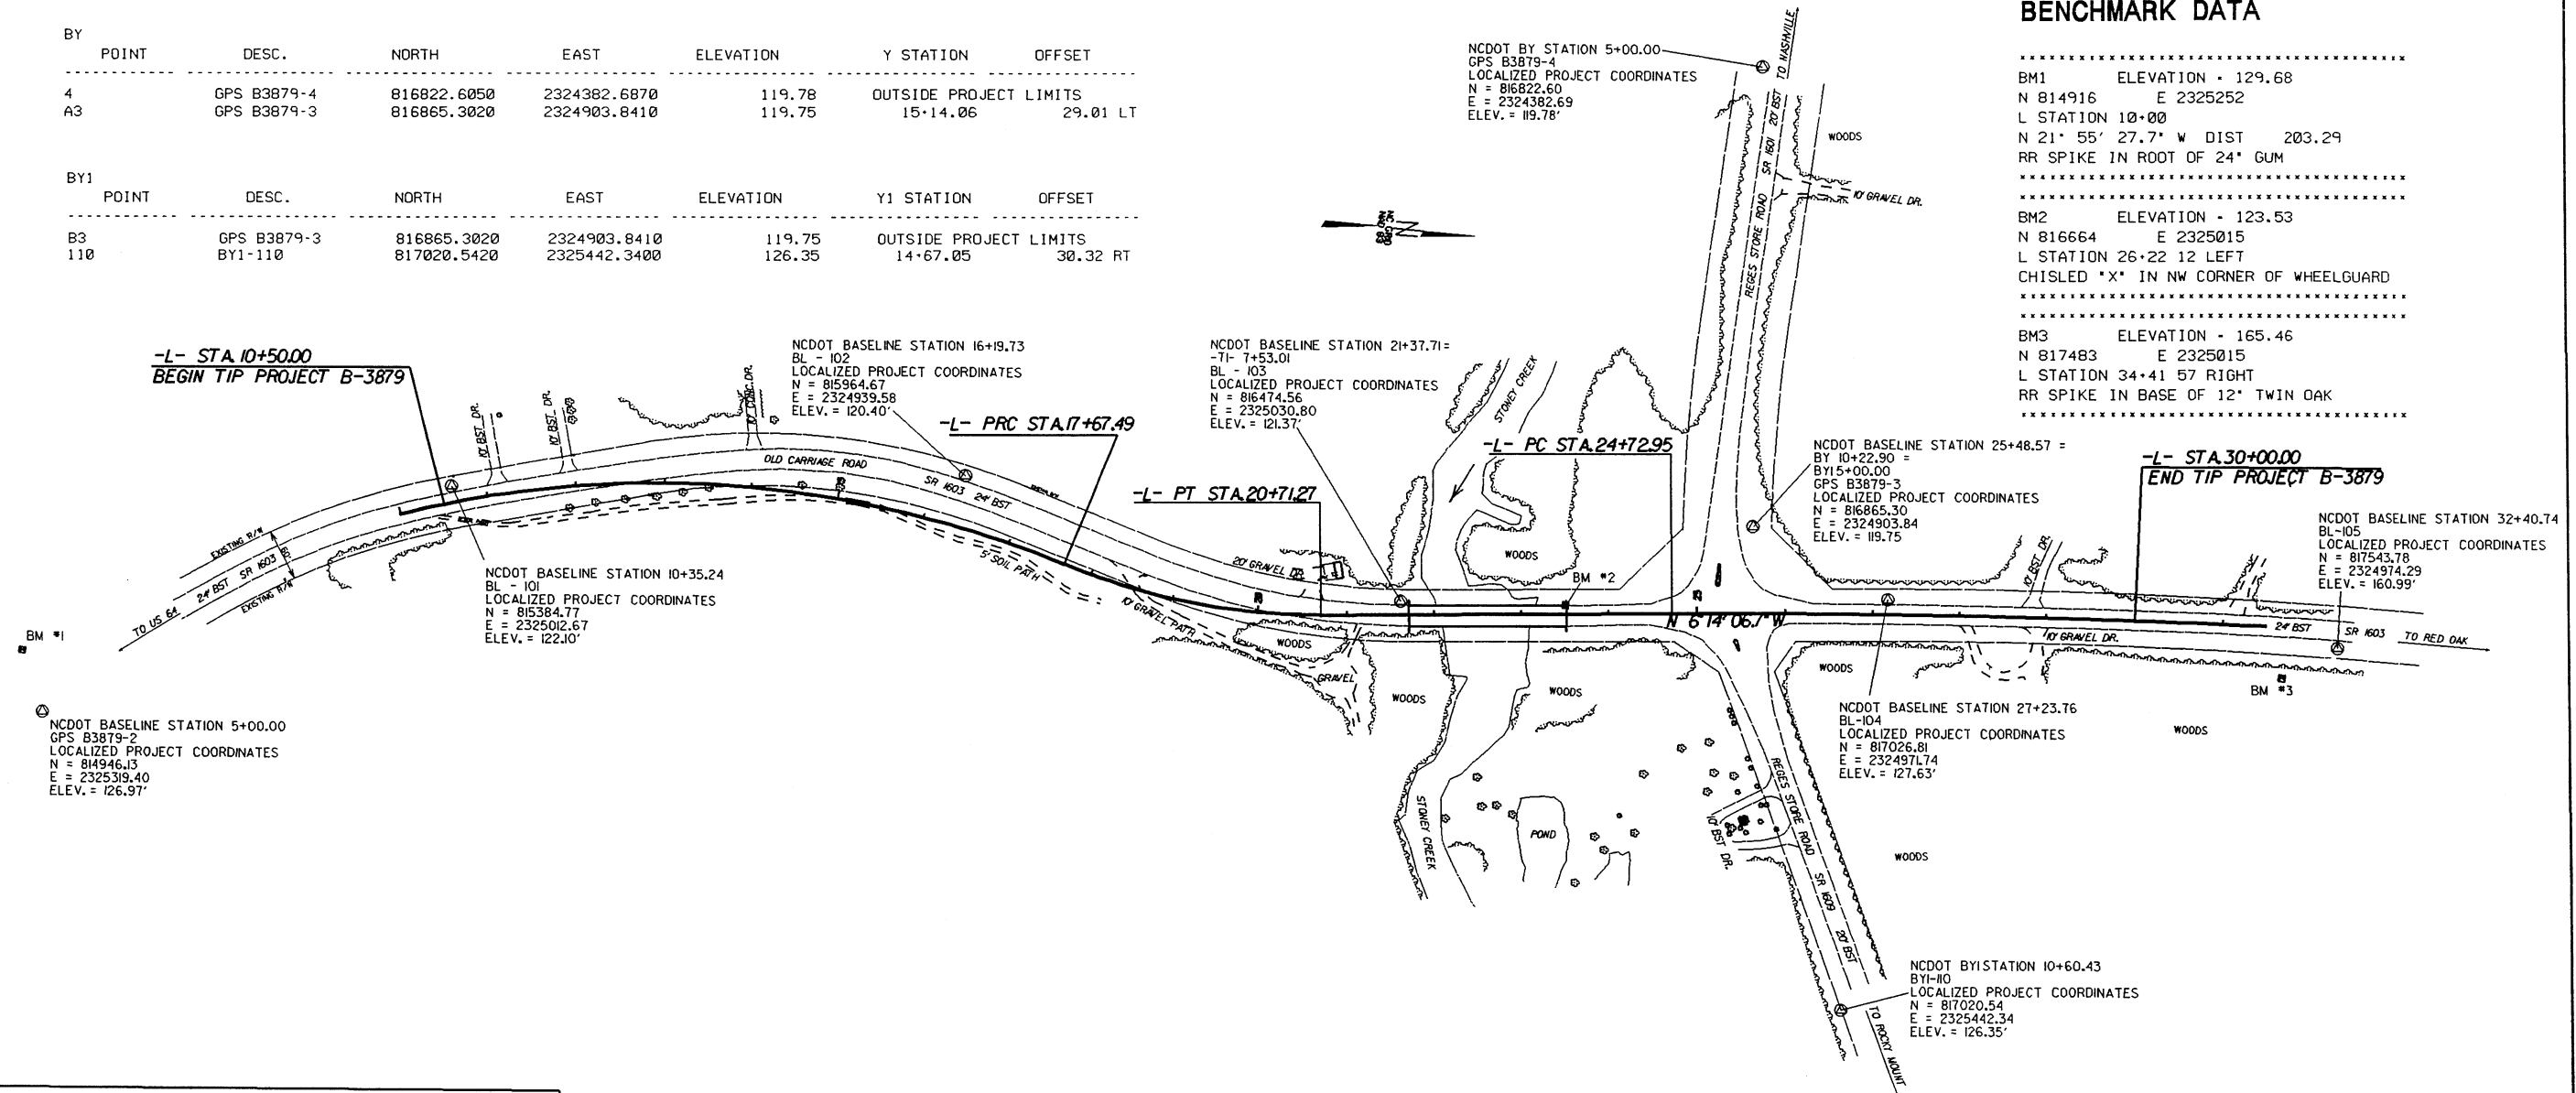 BENCHMARK DATA
BY
POINT DESC. NORTH EAST ELEVATION Y STATION OFFSET
4 GPS B3879-4 816822.6050 2324382.6870 119.78 OUTSIDE PROJECT LIMITS
A3 GPS B3879-3 816865.3020 2324903.8410 119.75 15+14.06 29.01 LT
BY1
POINT DESC. NORTH EAST ELEVATION Y1 STATION OFFSET
B3 GPS B3879-3 816865.3020 2324903.8410 119.75 OUTSIDE PROJECT LIMITS
110 BY1-110 817020.5420 2325442.3400 126.35 14+67.05 30.32 RT
NCDOT BY STATION 5+00.00
GPS B3879-4
LOCALIZED PROJECT COORDINATES
N = 816822.60
E = 2324382.69
ELEV. = 119.78'
TO NASHVILLE
SR 1601 20' BST
REGES STORE ROAD
WOODS
10' GRAVEL DR.
BM1 ELEVATION - 129.68
N 814916 E 2325252
L STATION 10+00
N 21° 55' 27.7" W DIST 203.29
RR SPIKE IN ROOT OF 24" GUM
BM2 ELEVATION - 123.53
N 816664 E 2325015
L STATION 26+22 12 LEFT
CHISLED "X" IN NW CORNER OF WHEELGUARD
BM3 ELEVATION - 165.46
N 817483 E 2325015
L STATION 34+41 57 RIGHT
RR SPIKE IN BASE OF 12" TWIN OAK
NC GRID
NAD 83
-L- STA. 10+50.00
BEGIN TIP PROJECT B-3879
10' BST DR.
10' BST DR.
10' CONC. DR.
NCDOT BASELINE STATION 16+19.73
BL - 102
LOCALIZED PROJECT COORDINATES
N = 815964.67
E = 2324939.58
ELEV. = 120.40'
-L- PRC STA. 17+67.49
NCDOT BASELINE STATION 21+37.71=
-T1- 7+53.01
BL - 103
LOCALIZED PROJECT COORDINATES
N = 816474.56
E = 2325030.80
ELEV. = 121.37'
-L- PT STA. 20+71.27
STONEY CREEK
-L- PC STA. 24+72.95
NCDOT BASELINE STATION 25+48.57 =
BY 10+22.90 =
BY1 5+00.00
GPS B3879-3
LOCALIZED PROJECT COORDINATES
N = 816865.30
E = 2324903.84
ELEV. = 119.75
-L- STA. 30+00.00
END TIP PROJECT B-3879
NCDOT BASELINE STATION 32+40.74
BL-105
LOCALIZED PROJECT COORDINATES
N = 817543.78
E = 2324974.29
ELEV. = 160.99'
OLD CARRIAGE ROAD
SR 1603 24' BST
EXISTING R/W
60'
24' BST SR 1603
EXISTING R/W
TO US 64
BM #1
NCDOT BASELINE STATION 10+35.24
BL - 101
LOCALIZED PROJECT COORDINATES
N = 815384.77
E = 2325012.67
ELEV. = 122.10'
5' SOIL PATH
10' GRAVEL PATH
20' GRAVEL DR.
WOODS
GRAVEL
WOODS
WOODS
BM #2
25
N 6°14'06.1" W
10' BST DR.
10' GRAVEL DR.
24' BST
SR 1603
TO RED OAK
BM #3
WOODS
WOODS
WOODS
NCDOT BASELINE STATION 5+00.00
GPS B3879-2
LOCALIZED PROJECT COORDINATES
N = 814946.13
E = 2325319.40
ELEV. = 126.97'
NCDOT BASELINE STATION 27+23.76
BL-104
LOCALIZED PROJECT COORDINATES
N = 817026.81
E = 2324971.74
ELEV. = 127.63'
STONEY CREEK
POND
10' BST DR.
REGES STORE ROAD
SR 1609
20' BST
WOODS
NCDOT BY1 STATION 10+60.43
BY1-110
LOCALIZED PROJECT COORDINATES
N = 817020.54
E = 2325442.34
ELEV. = 126.35'
TO ROCKY MOUNT